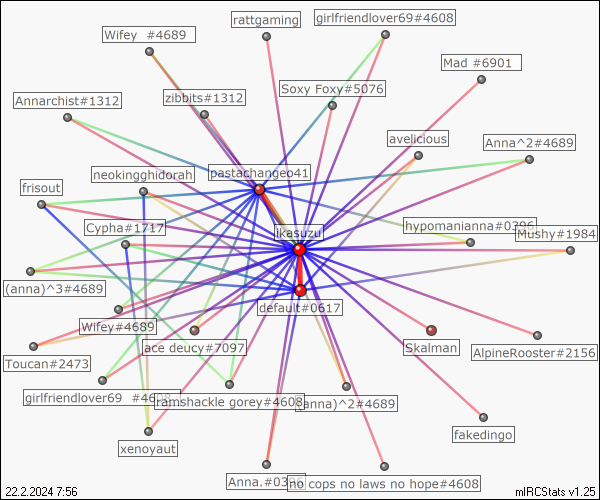 Wifey  #4689
rattgaming
girlfriendlover69#4608
Mad #6901
Annarchist#1312
zibbits#1312
Soxy Foxy#5076
avelicious
Anna^2#4689
neokingghidorah
pastachangeo41
frisout
Cypha#1717
ikasuzu
hyponanianna#0396
Mushy#1984
(anna)^3#4689
default#0617
Wifey#4689
Toucan#2473
ace deucy#7097
Skalman
AlpineRooster#2156
girlfriendlover69  #4608
ramshackle gorey#4608
(anna)^2#4689
xenoyaut
fakedingo
Anna.#0396
no cops no laws no hope#4608
22.2.2024 7:56
mIRCStats v1.25